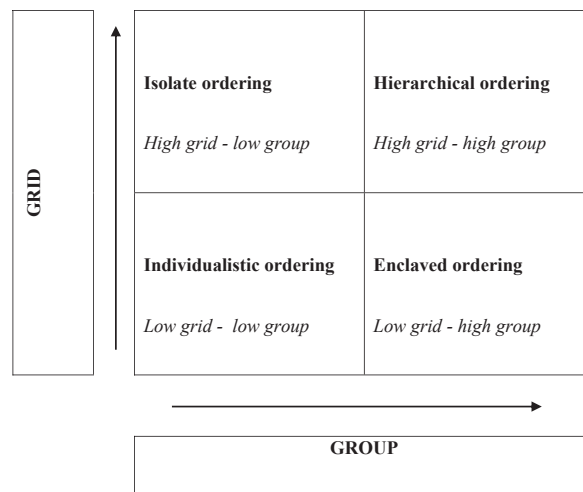 GRID
Isolate ordering
High grid - low group
Hierarchical ordering
High grid - high group
Individualistic ordering
Low grid - low group
Enclaved ordering
Low grid - high group
GROUP